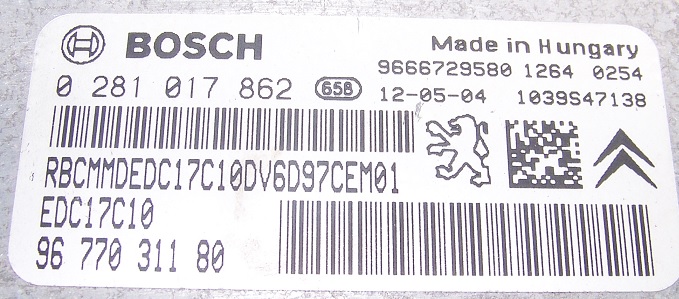 BOSCH
Made in Hungary
9666729580 1264 0254
0 281 017 862 658
12-05-04 1039S47138
RBCMMDEDC17C10DV6D97CEM01
EDC17C10
96 770 311 80